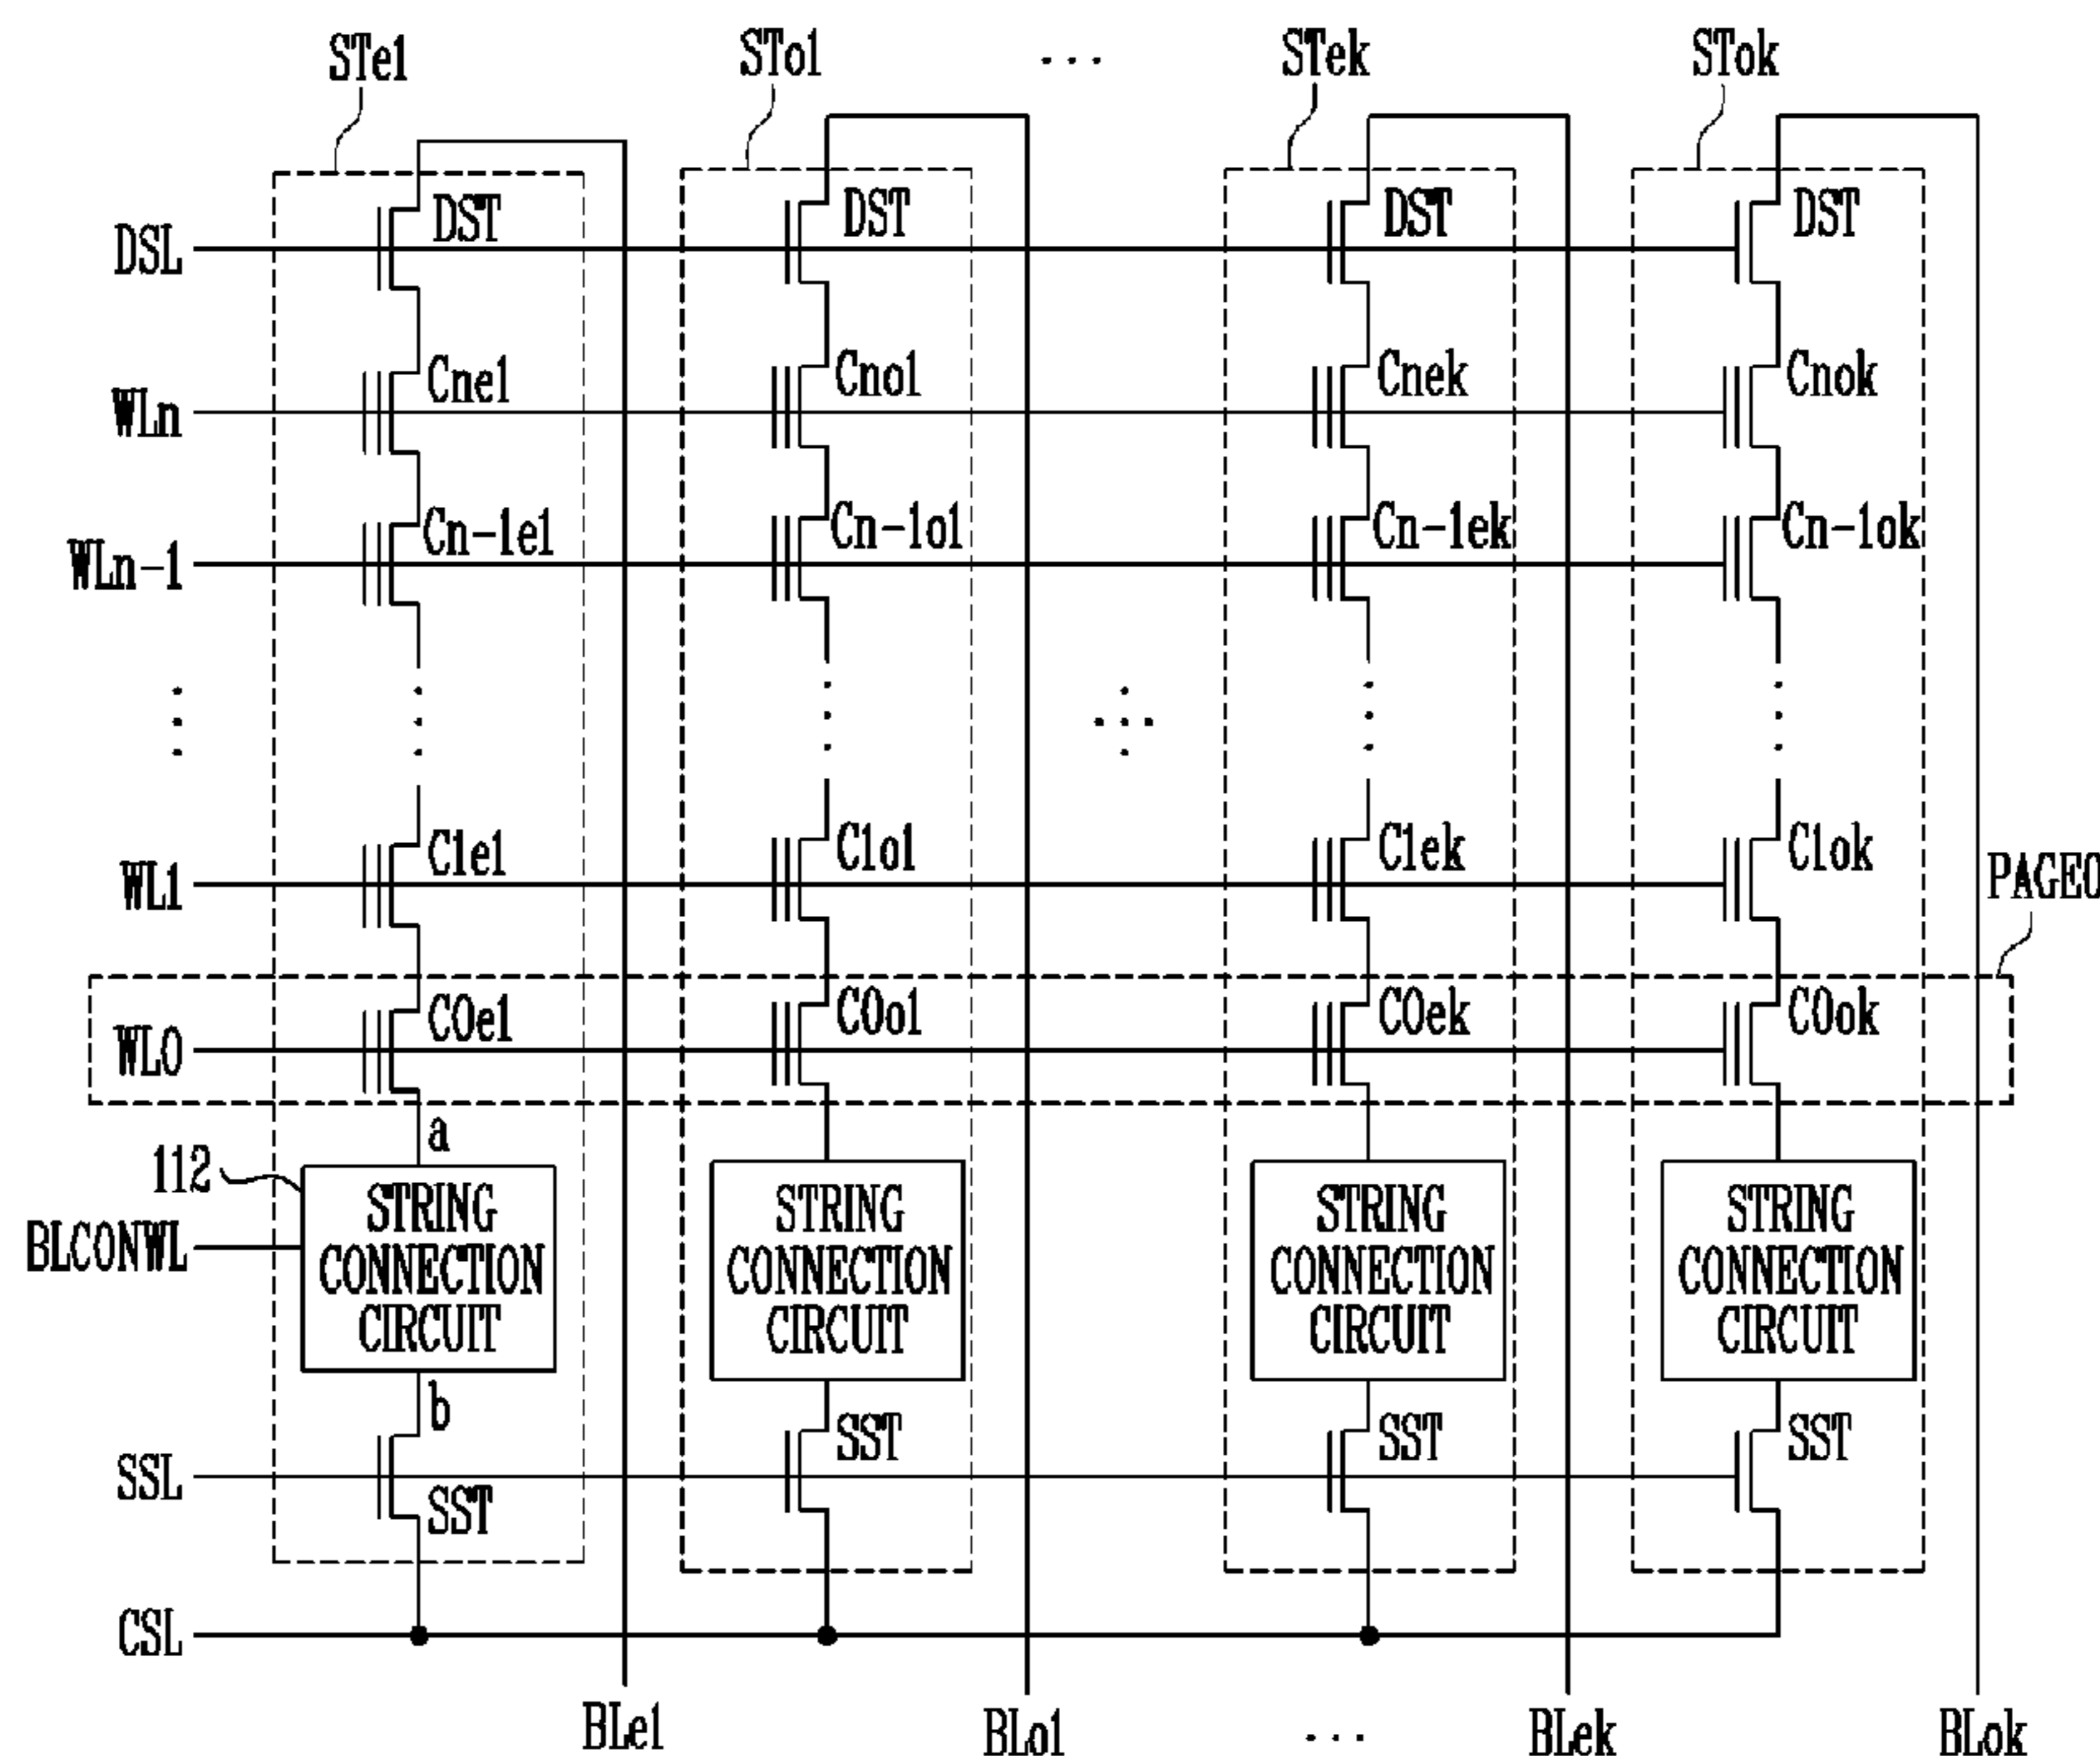 STe1 STo1 ... STek STok
DSL DST DST DST DST
WLn Cne1 Cno1 Cnek Cnok
WLn-1 Cn-1e1 Cn-1o1 Cn-1ek Cn-1ok
WL1 C1e1 C1o1 C1ek C1ok
PAGE0
WL0 C0e1 C0o1 C0ek C0ok
a
112
BLCONWL
STRING
CONNECTION
CIRCUIT
STRING
CONNECTION
CIRCUIT
STRING
CONNECTION
CIRCUIT
STRING
CONNECTION
CIRCUIT
b
SSL SST SST SST SST
CSL
BLe1 BLo1 ... BLek BLok